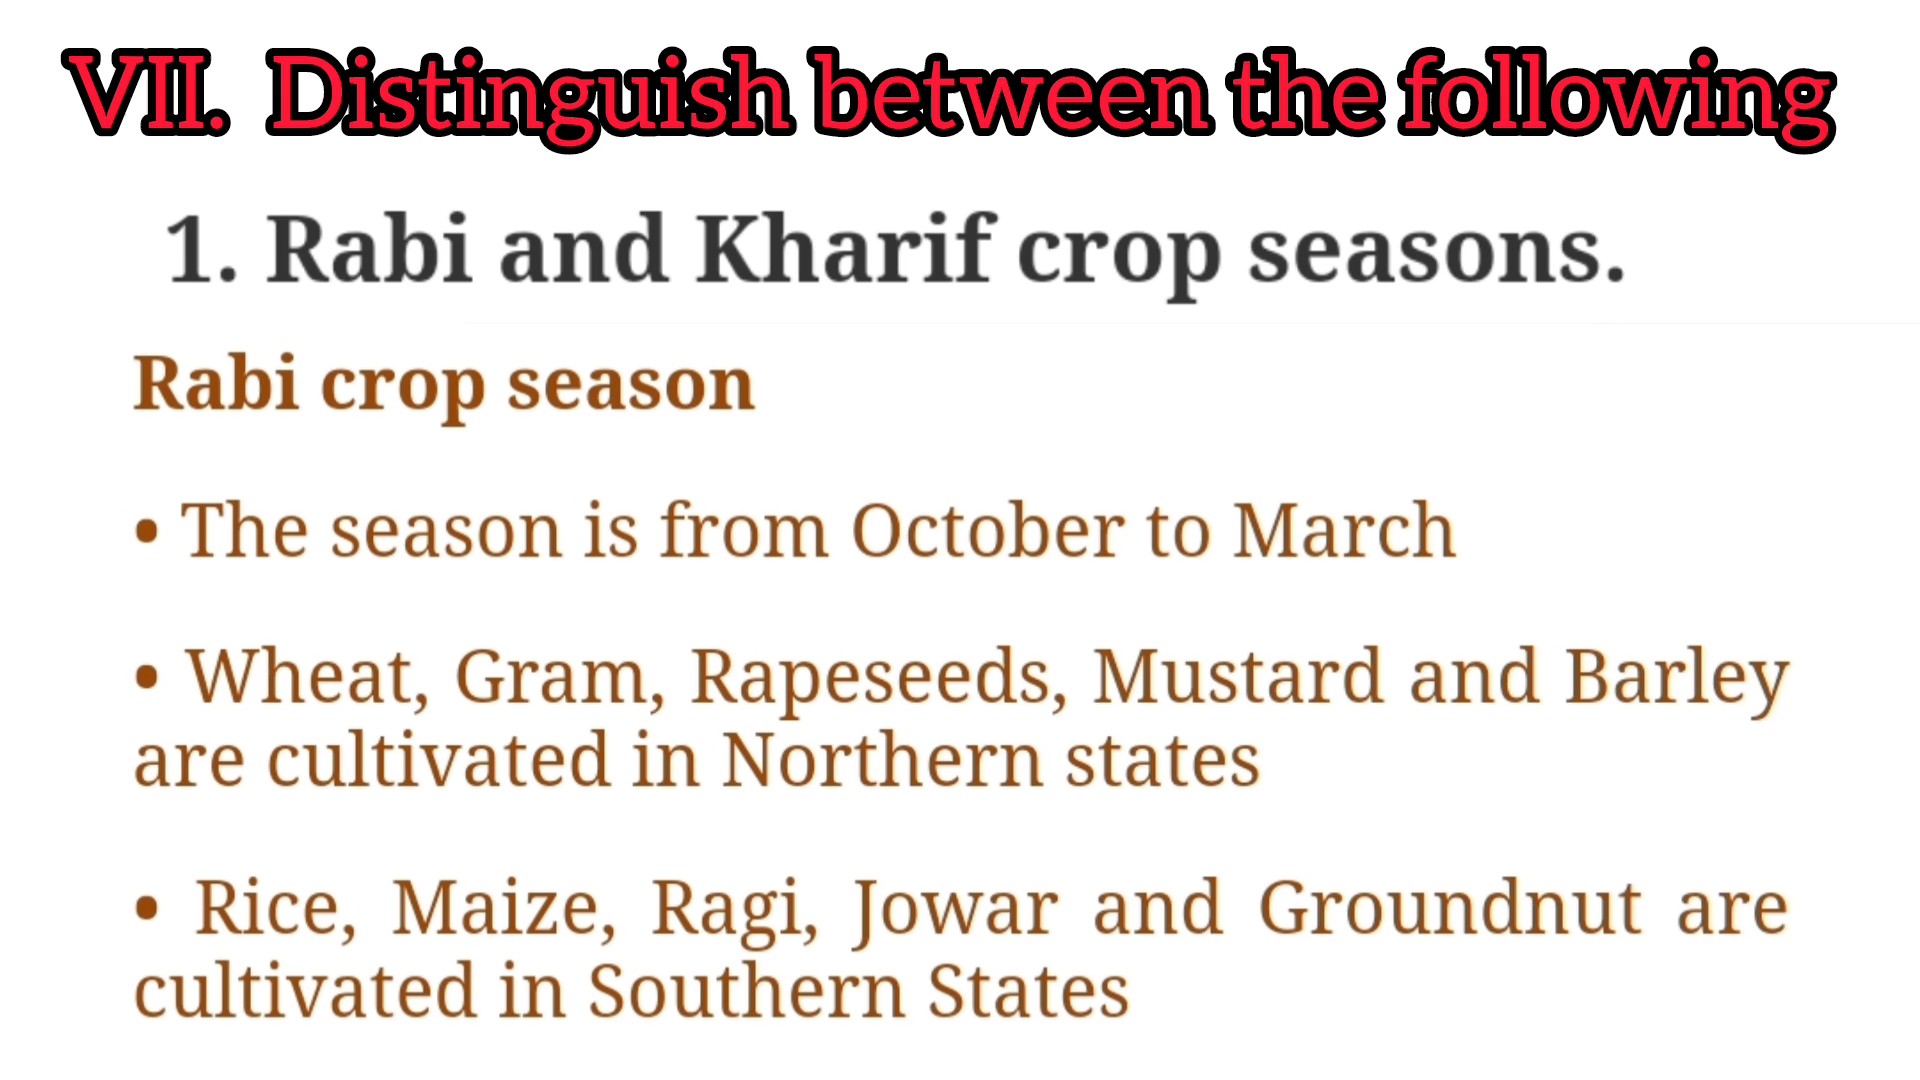 VII. Distinguish between the following
1. Rabi and Kharif crop seasons.
Rabi crop season
• The season is from October to March
• Wheat, Gram, Rapeseeds, Mustard and Barley
are cultivated in Northern states
• Rice, Maize, Ragi, Jowar and Groundnut are
cultivated in Southern States